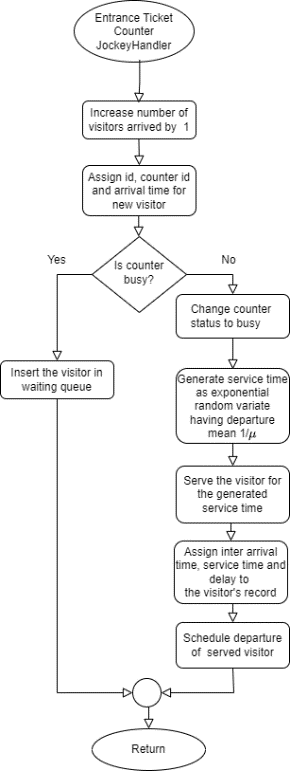 Entrance Ticket
Counter
JockeyHandler
Increase number of
visitors arrived by 1
Assign id, counter id
and arrival time for
new visitor
Is counter
busy?
Yes
No
Insert the visitor in
waiting queue
Change counter
status to busy
Generate service time
as exponential
random variate
having departure
mean 1/μ
Serve the visitor for
the generated
service time
Assign inter arrival
time, service time and
delay to
the visitor's record
Schedule departure
of served visitor
Return